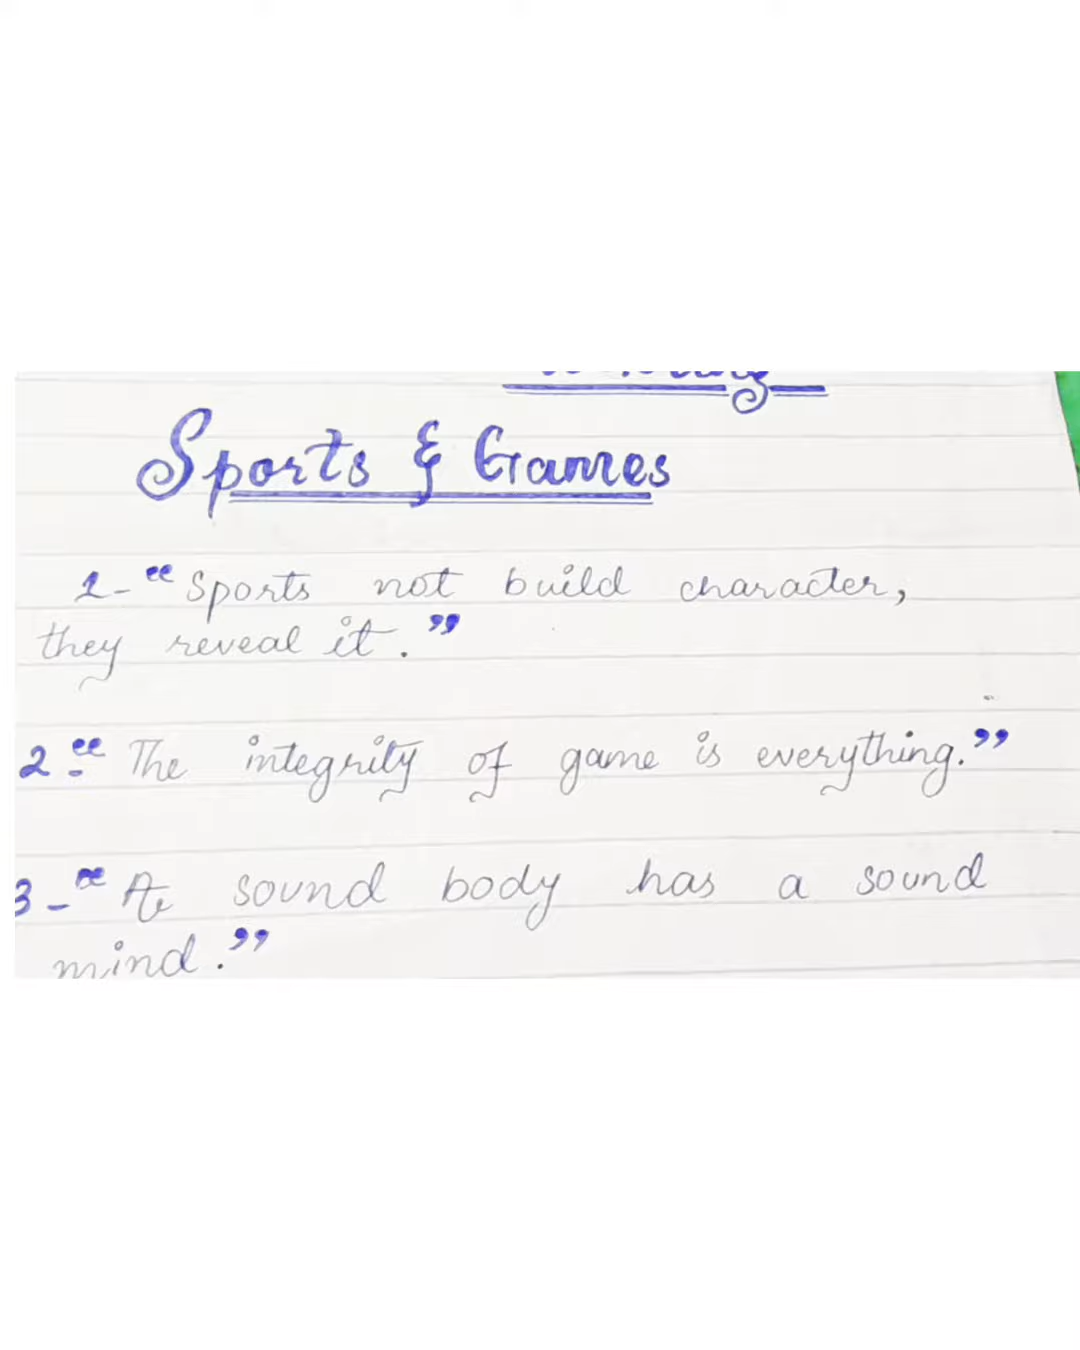 Sports & Games
1- "Sports not build character,
they reveal it."
2- "The integrity of game is everything."
3- "A sound body has a sound
mind."